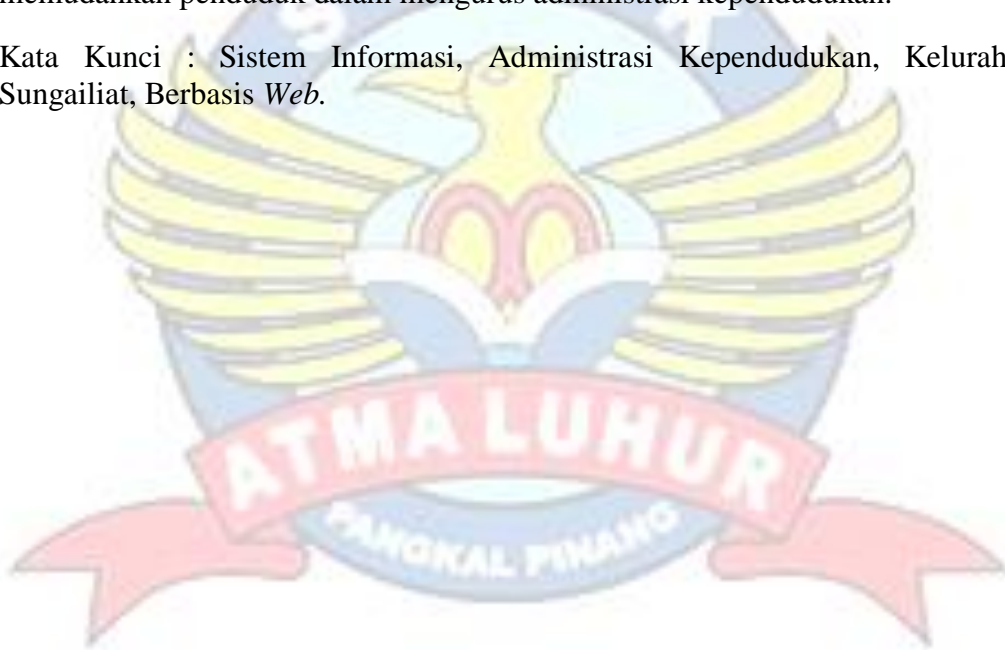 memudahkan penduduk dalam mengurus administrasi kependudukan.
Kata Kunci : Sistem Informasi, Administrasi Kependudukan, Kelurah
Sungailiat, Berbasis Web.
ATMA LUHUR
PANGKAL PINANG